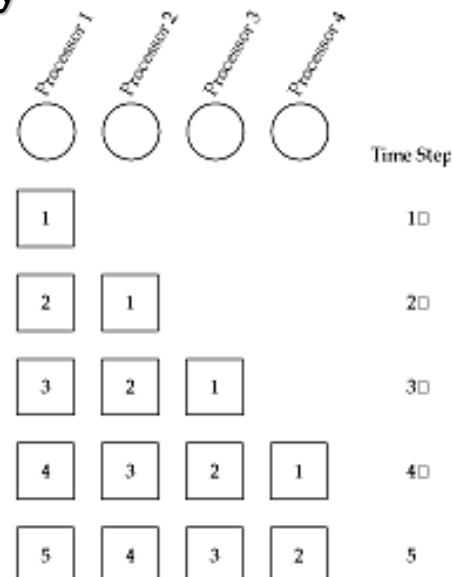 Processor 1
Processor 2
Processor 3
Processor 4
Time Step
1 1□
2 1 2□
3 2 1 3□
4 3 2 1 4□
5 4 3 2 5